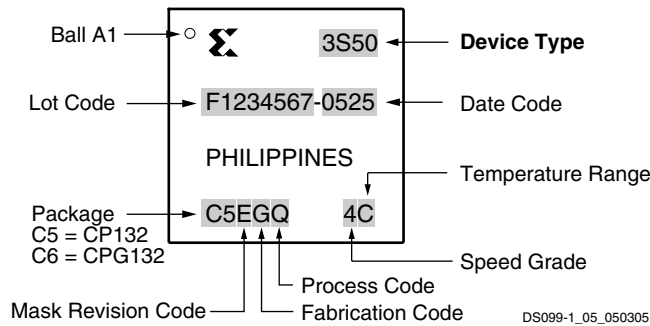 Ball A1
3S50
Device Type
Lot Code
F1234567-0525
Date Code
PHILIPPINES
Temperature Range
Package
C5EGQ
4C
C5 = CP132
C6 = CPG132
Speed Grade
Process Code
Mask Revision Code
Fabrication Code
DS099-1_05_050305